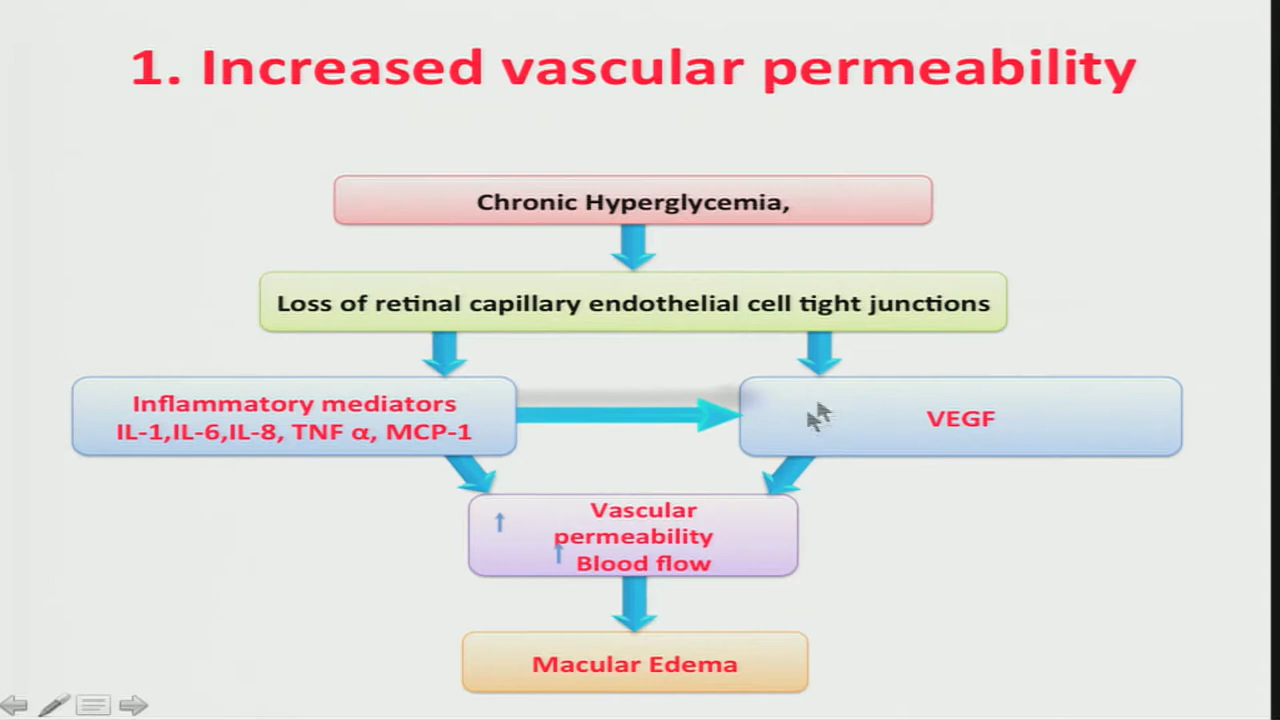 1. Increased vascular permeability
Chronic Hyperglycemia,
Loss of retinal capillary endothelial cell tight junctions
Inflammatory mediators
IL-1,IL-6,IL-8, TNF α, MCP-1
VEGF
↑ Vascular
permeability
↑ Blood flow
Macular Edema